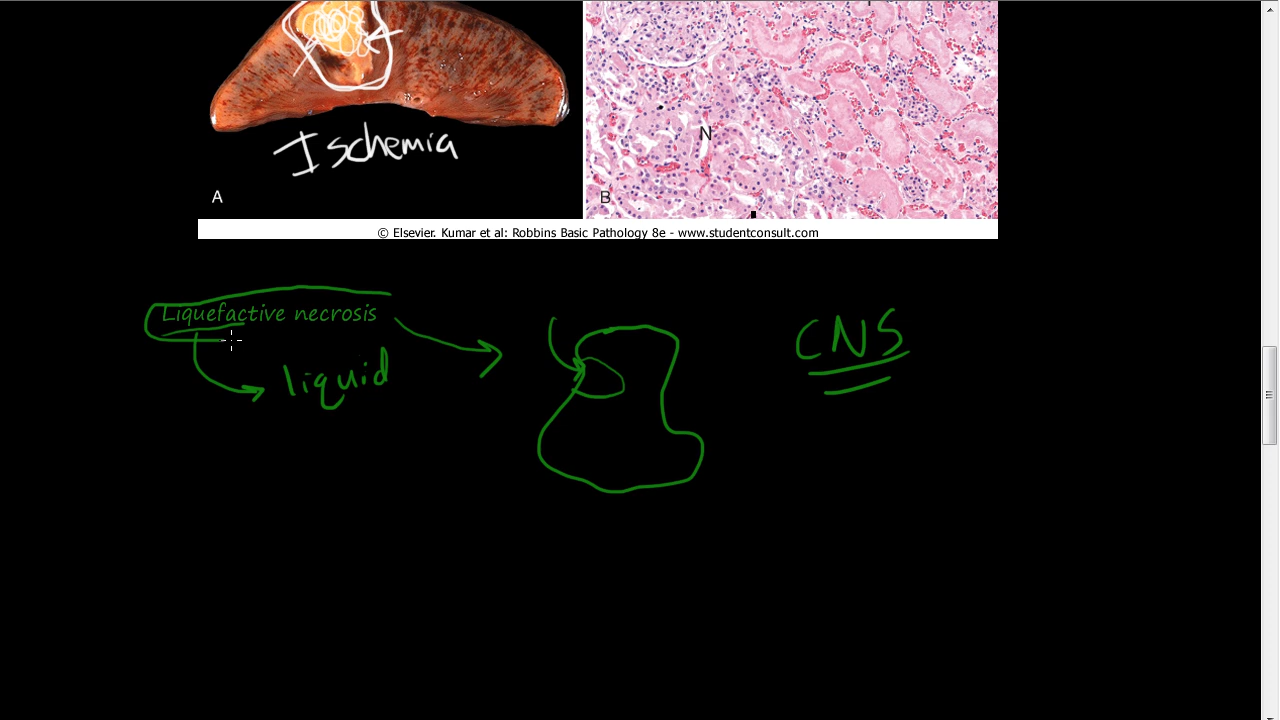 Ischemia
N
A
B
© Elsevier. Kumar et al: Robbins Basic Pathology 8e - www.studentconsult.com
Liquefactive necrosis
CNS
liquid